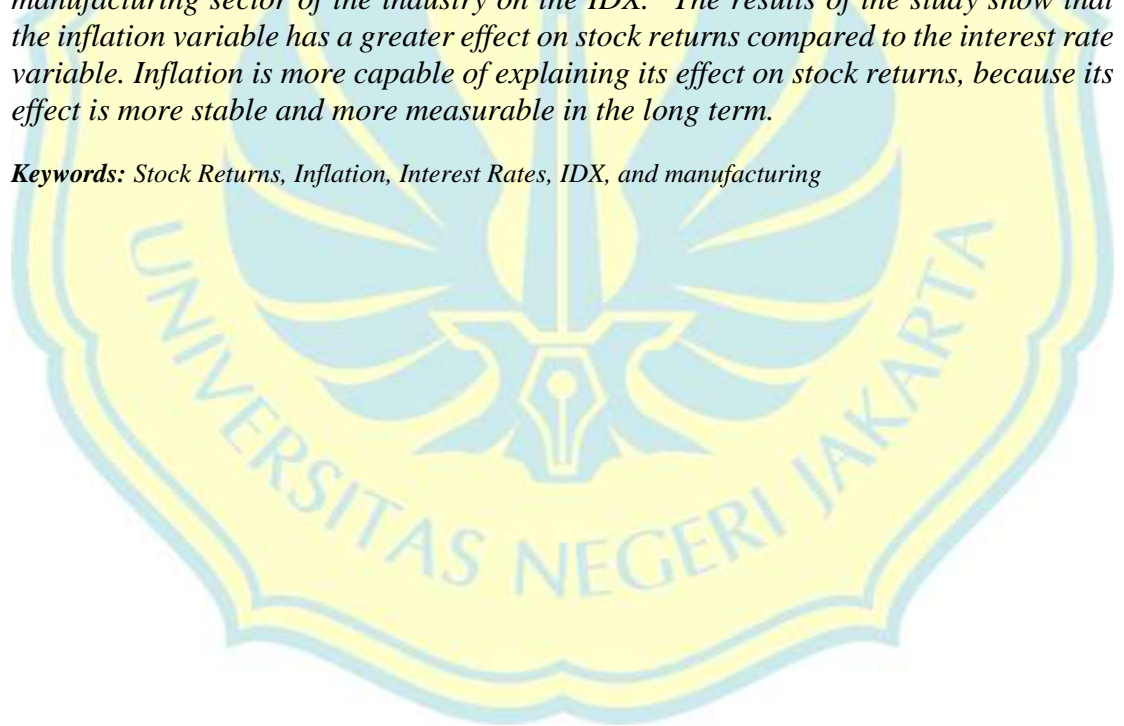 manufacturing sector of the industry on the IDX. The results of the study show that
the inflation variable has a greater effect on stock returns compared to the interest rate
variable. Inflation is more capable of explaining its effect on stock returns, because its
effect is more stable and more measurable in the long term.
Keywords: Stock Returns, Inflation, Interest Rates, IDX, and manufacturing
UNIVERSITAS NEGERI JAKARTA